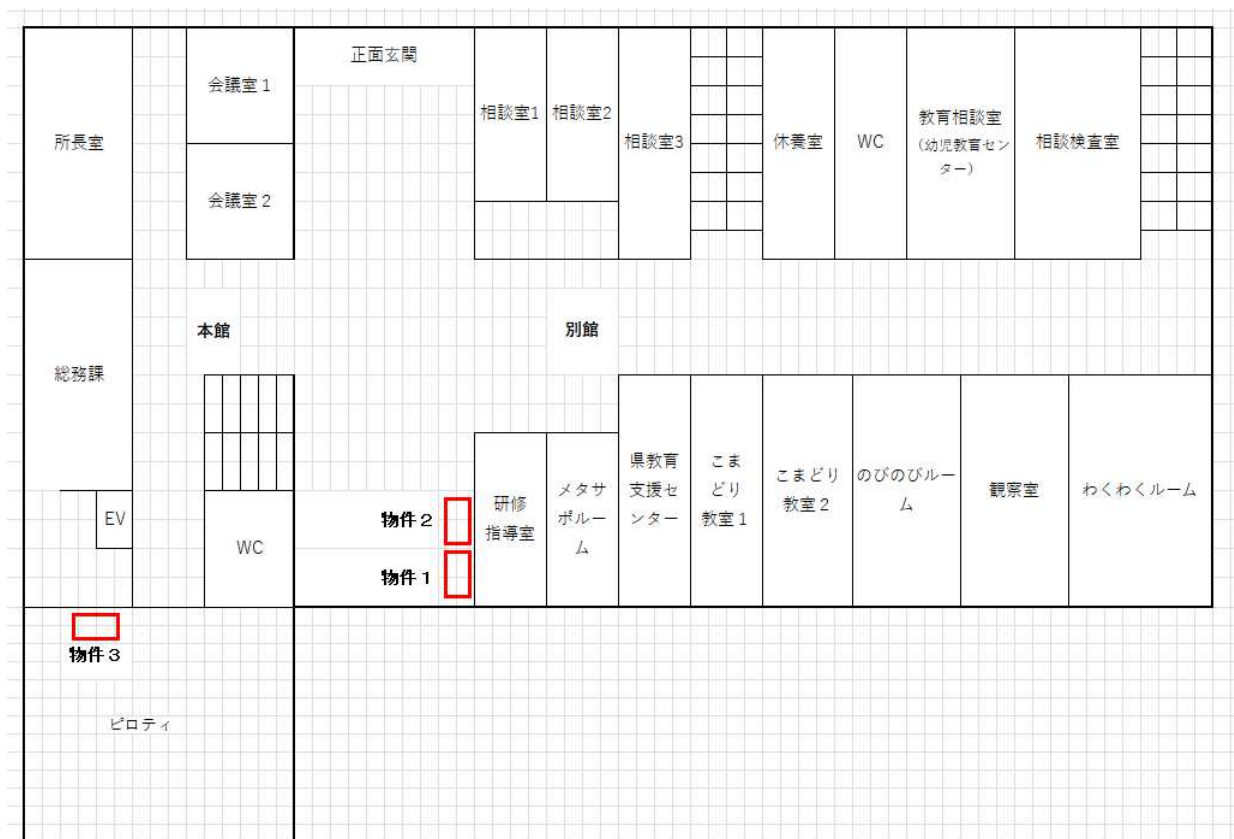 正面玄関
会議室１
所長室
会議室２
相談室1
相談室2
相談室3
休養室
WC
教育相談室
（幼児教育セン
ター）
相談検査室
本館
別館
総務課
EV
WC
物件２
物件１
研修
指導室
メタサ
ポルー
ム
県教育
支援セ
ンター
こま
どり
教室１
こまどり
教室２
のびのびルー
ム
観察室
わくわくルーム
物件３
ピロティ